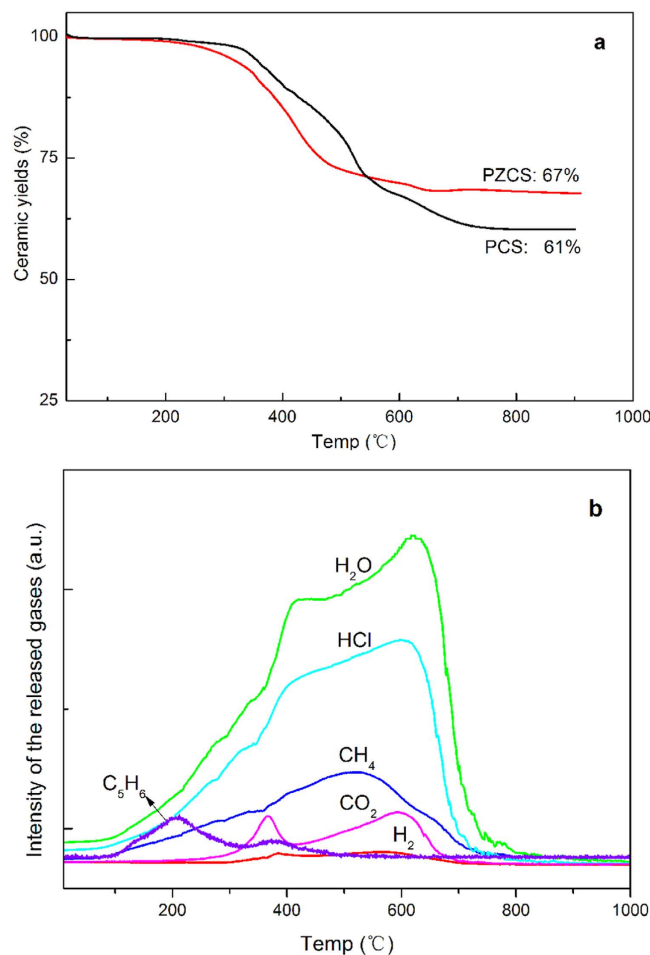 a
100
75
50
25
Ceramic yields (%)
PZCS: 67%
PCS: 61%
200 400 600 800 1000
Temp (℃)
b
Intensity of the released gases (a.u.)
H₂O
HCl
CH₄
C₅H₆
CO₂
H₂
200 400 600 800 1000
Temp (℃)